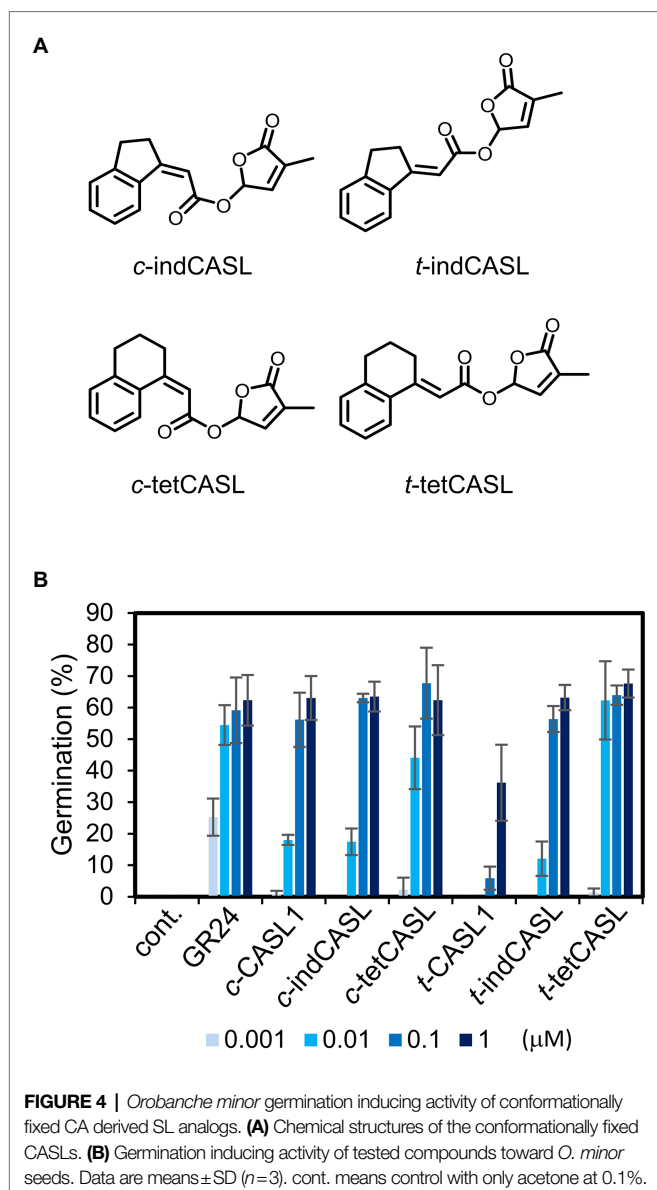 A
O
O
O
O
O
O
O
O
c-indCASL
t-indCASL
O
O
O
O
O
O
O
O
c-tetCASL
t-tetCASL
B
Germination (%)
90
80
70
60
50
40
30
20
10
0
cont.
GR24
c-CASL1
c-indCASL
c-tetCASL
t-CASL1
t-indCASL
t-tetCASL
0.001 0.01 0.1 1 (μM)
FIGURE 4 | Orobanche minor germination inducing activity of conformationally
fixed CA derived SL analogs. (A) Chemical structures of the conformationally fixed
CASLs. (B) Germination inducing activity of tested compounds toward O. minor
seeds. Data are means±SD (n=3). cont. means control with only acetone at 0.1%.